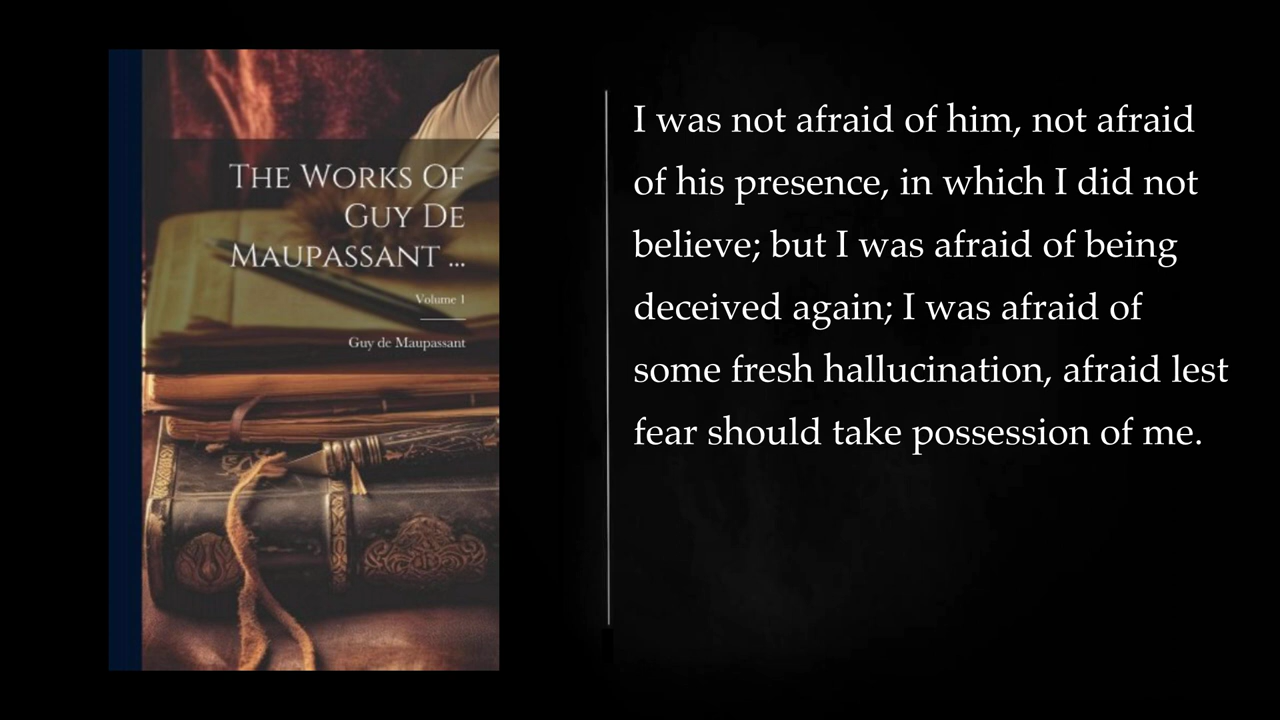 THE WORKS OF
GUY DE
MAUPASSANT ...
Volume 1
Guy de Maupassant
I was not afraid of him, not afraid
of his presence, in which I did not
believe; but I was afraid of being
deceived again; I was afraid of
some fresh hallucination, afraid lest
fear should take possession of me.